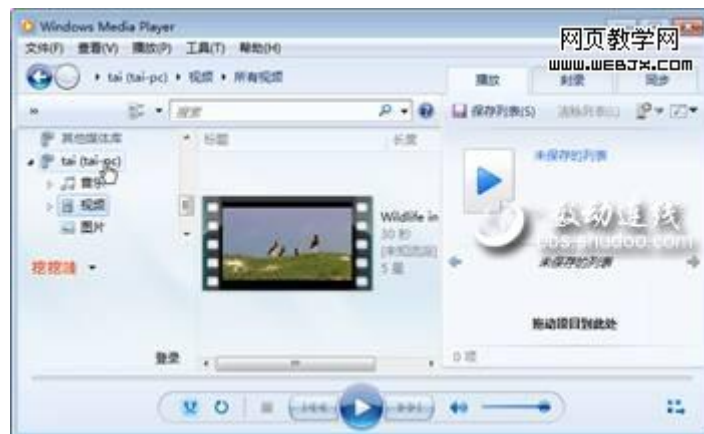 Windows Media Player
网页教学网
www.WEBJX.com
文件(F) 查看(V) 播放(P) 工具(T) 帮助(H)
tai (tai-pc) 视频 所有视频
播放 刻录 同步
» 搜索 保存列表(S) 清除列表(L)
其他媒体库 标题 长度
tai (tai-pc) 未保存的列表
音乐
视频 Wildlife in
图片 30 秒
5 星
挖挖哇 未保存的列表
拖动项目到此处
登录 0 项